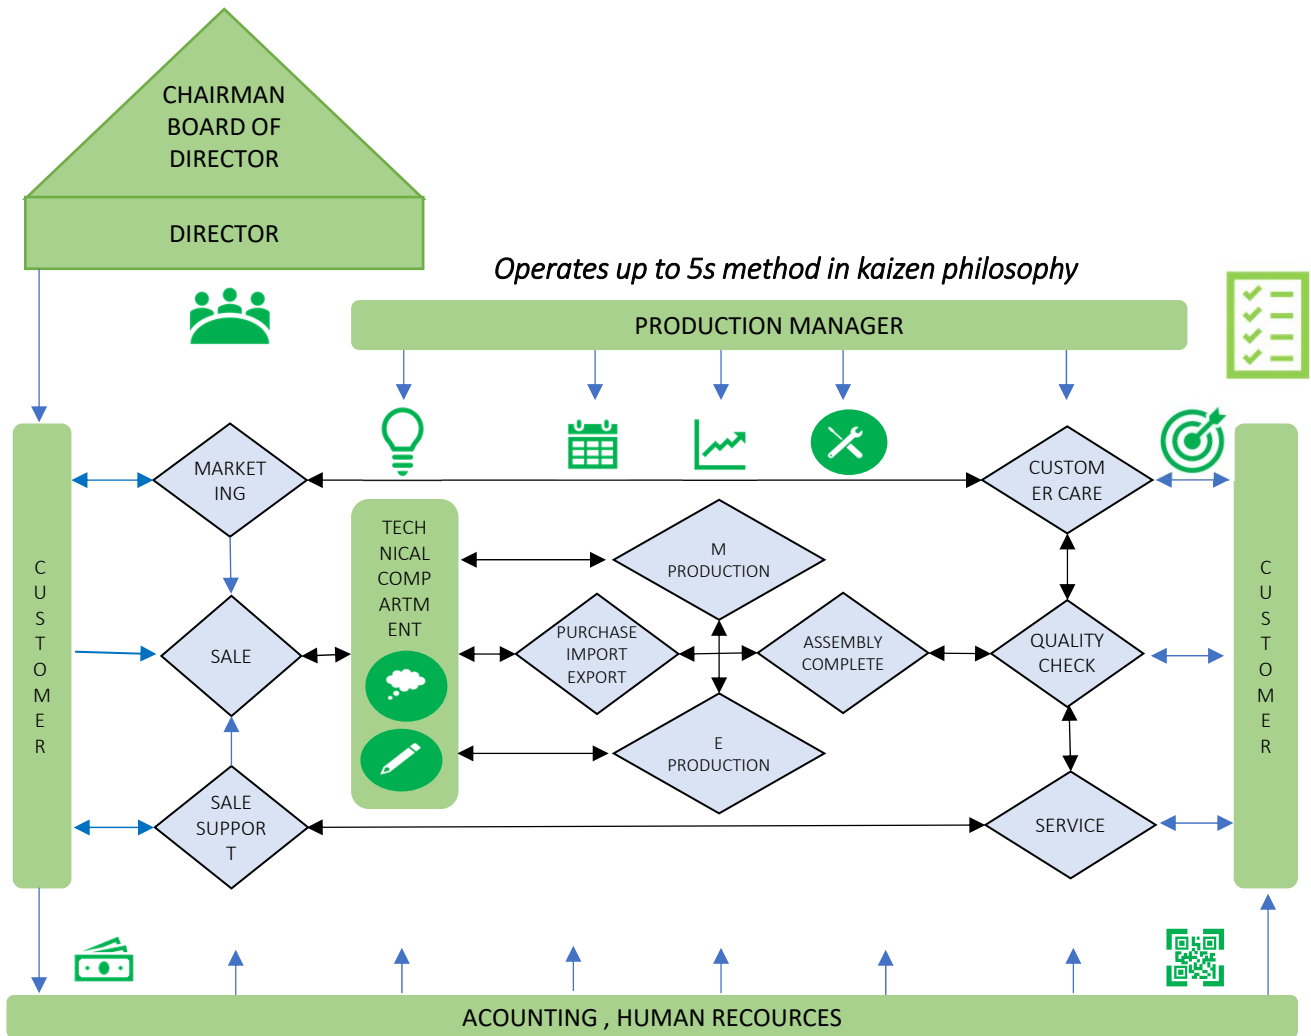 CHAIRMAN
BOARD OF
DIRECTOR
DIRECTOR
Operates up to 5s method in kaizen philosophy
PRODUCTION MANAGER
MARKET
ING
CUSTOM
ER CARE
TECH
NICAL
COMP
ARTM
ENT
M
PRODUCTION
C
U
S
T
O
M
E
R
SALE
PURCHASE
IMPORT
EXPORT
ASSEMBLY
COMPLETE
QUALITY
CHECK
C
U
S
T
O
M
E
R
E
PRODUCTION
SALE
SUPPOR
T
SERVICE
ACOUNTING , HUMAN RECOURCES